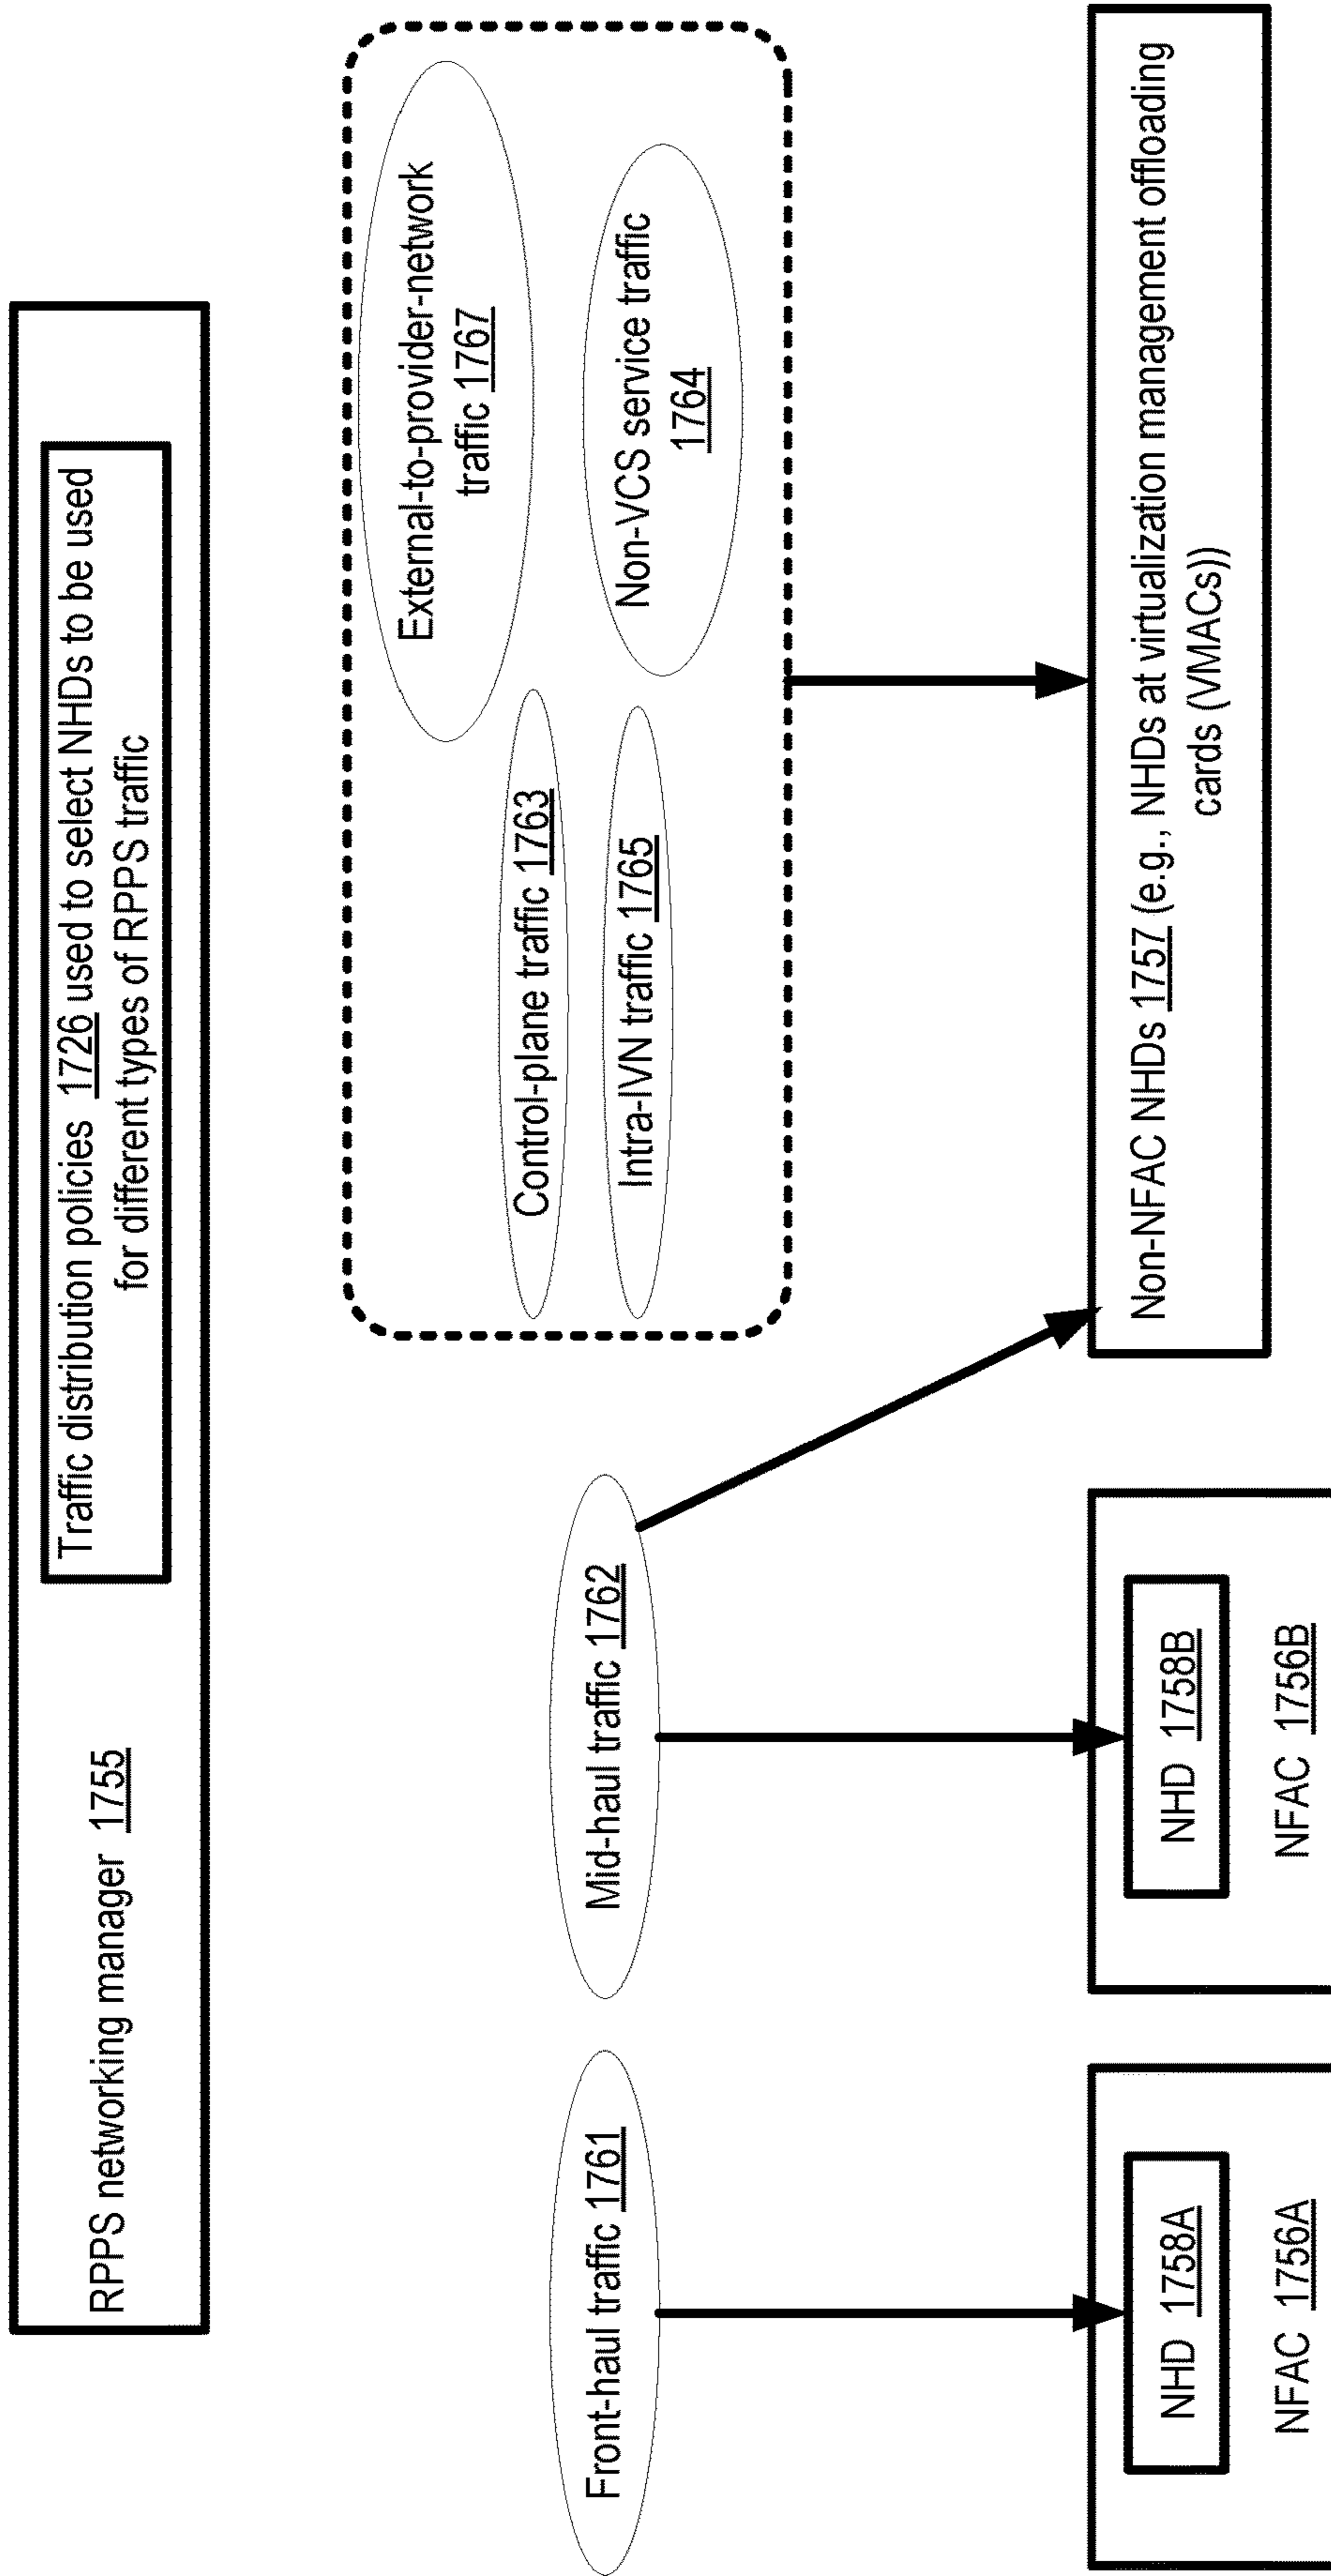 RPPS networking manager 1755
Traffic distribution policies 1726 used to select NHDs to be used
for different types of RPPS traffic
Front-haul traffic 1761
Mid-haul traffic 1762
Control-plane traffic 1763
Intra-IVN traffic 1765
External-to-provider-network
traffic 1767
Non-VCS service traffic
1764
NHD 1758A
NFAC 1756A
NHD 1758B
NFAC 1756B
Non-NFAC NHDs 1757 (e.g., NHDs at virtualization management offloading
cards (VMACs))